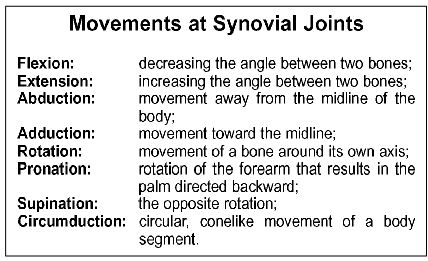 Movements at Synovial Joints
Flexion: decreasing the angle between two bones;
Extension: increasing the angle between two bones;
Abduction: movement away from the midline of the
body;
Adduction: movement toward the midline;
Rotation: movement of a bone around its own axis;
Pronation: rotation of the forearm that results in the
palm directed backward;
Supination: the opposite rotation;
Circumduction: circular, conelike movement of a body
segment.